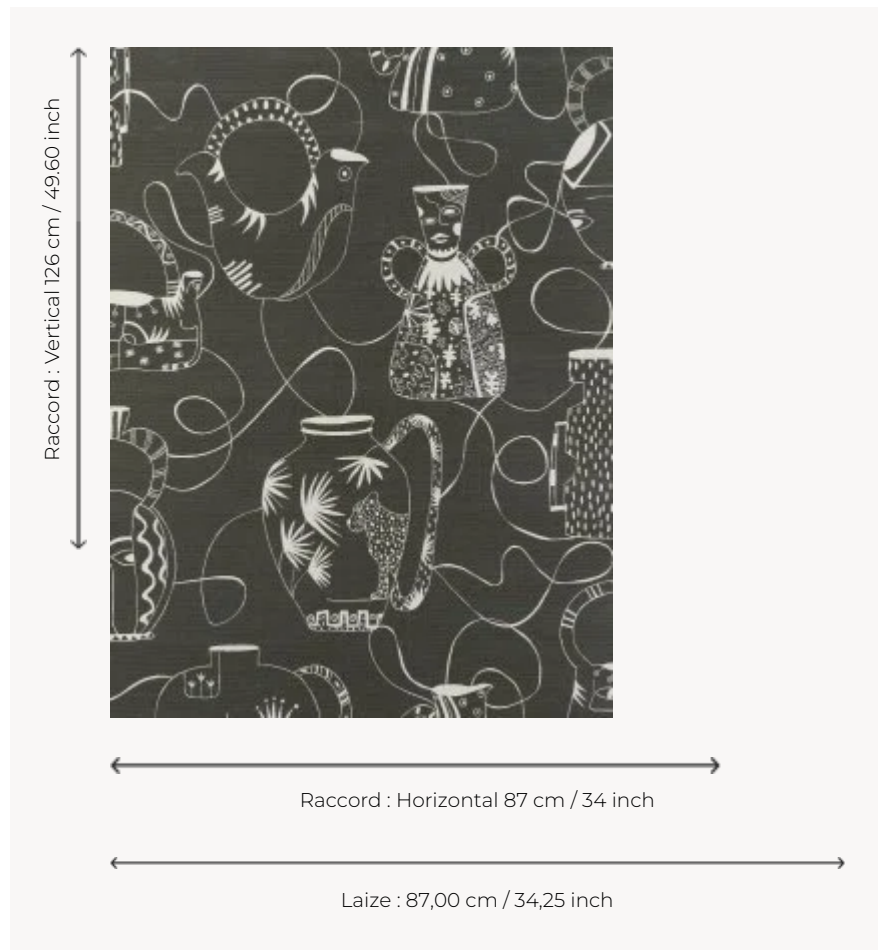 Raccord : Vertical 126 cm / 49.60 inch
Raccord : Horizontal 87 cm / 34 inch
Laize : 87,00 cm / 34,25 inch